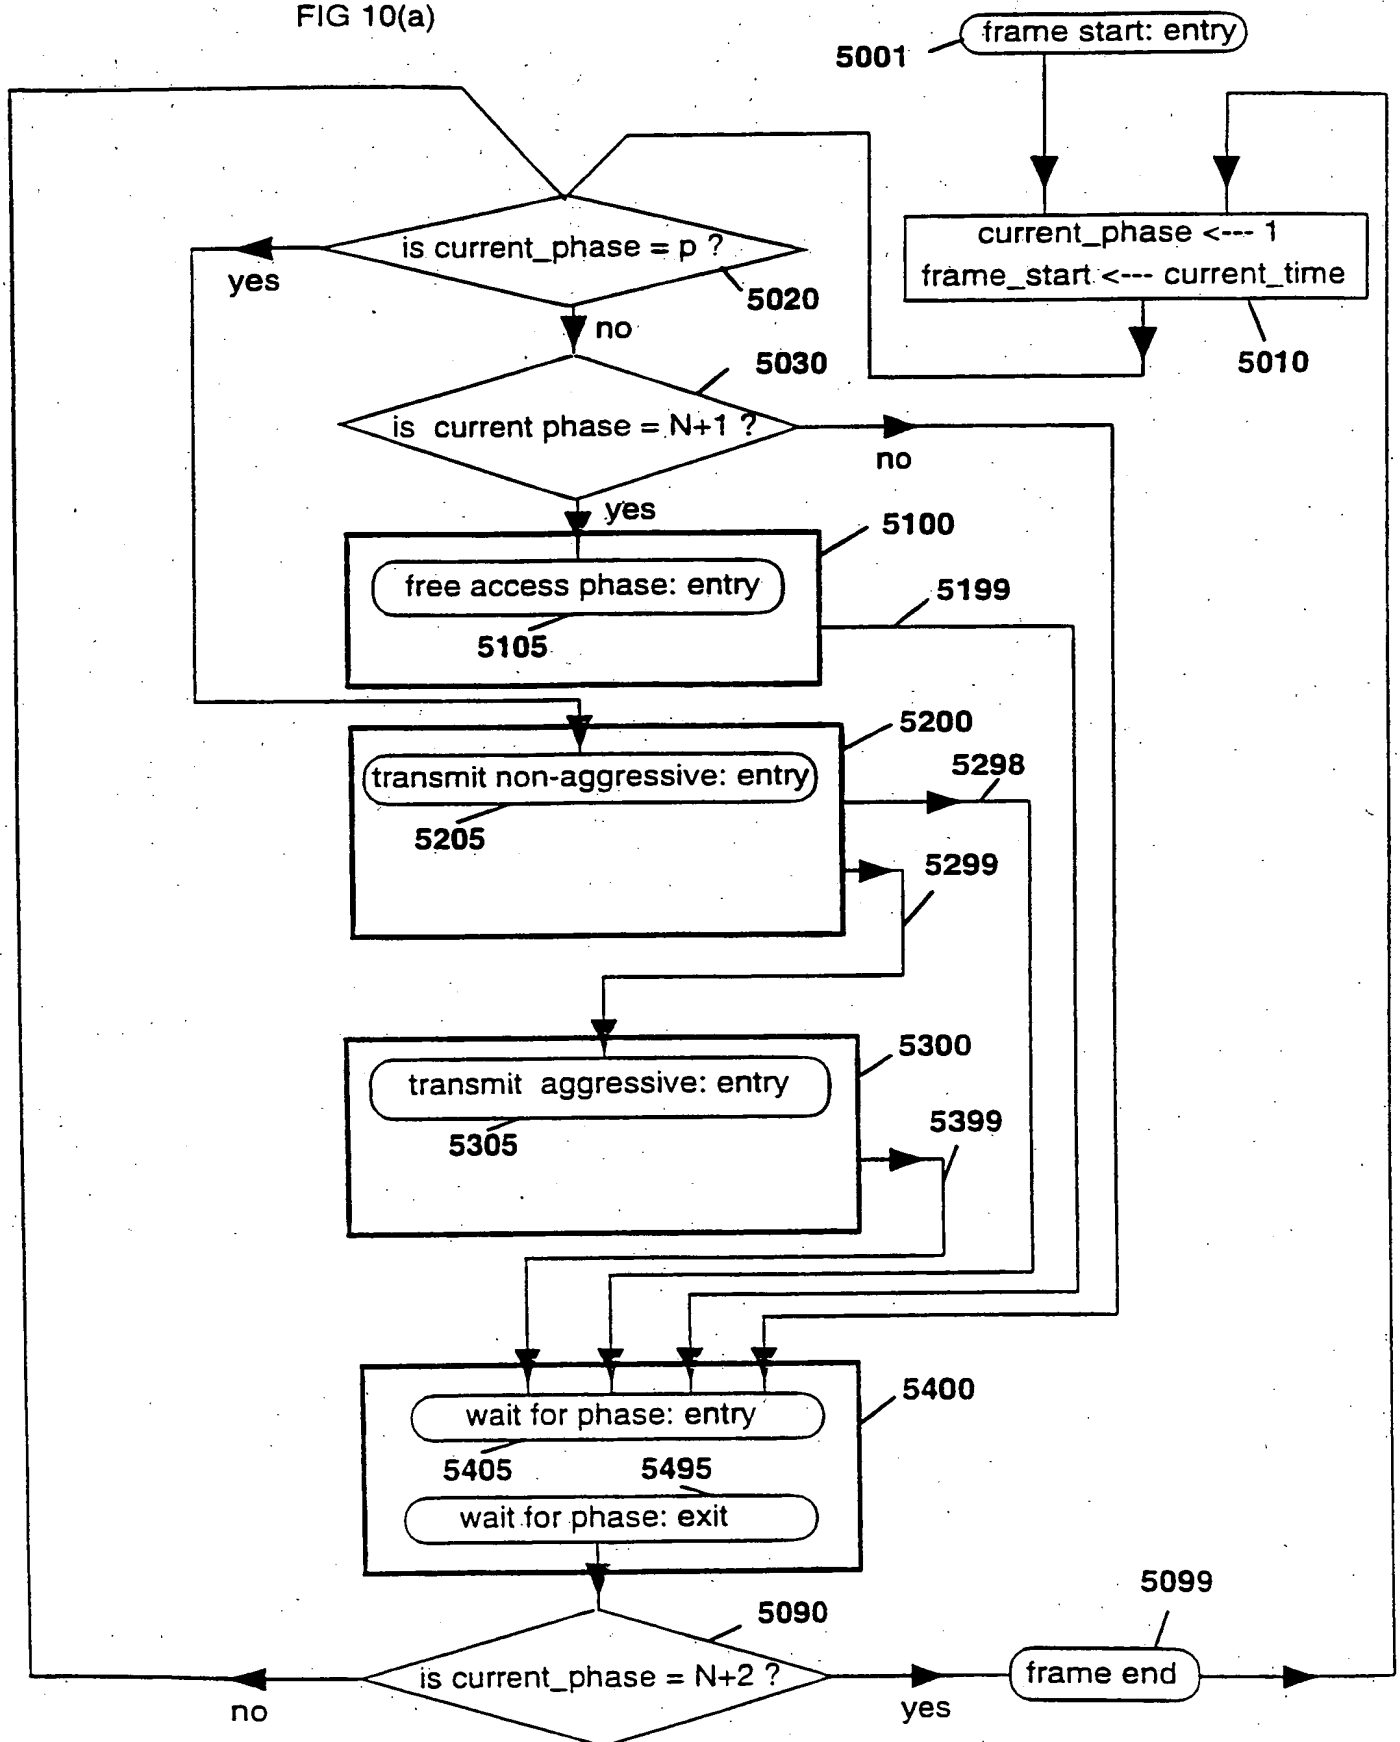 FIG 10(a)
frame start: entry
5001
current_phase <--- 1
frame_start <--- current_time
5010
is current_phase = p ?
yes
5020
no
5030
is current phase = N+1 ?
no
yes
5100
free access phase: entry
5199
5105
5200
transmit non-aggressive: entry
5298
5205
5299
5300
transmit aggressive: entry
5399
5305
5400
wait for phase: entry
5405
5495
wait for phase: exit
5099
5090
is current_phase = N+2 ?
frame end
no
yes